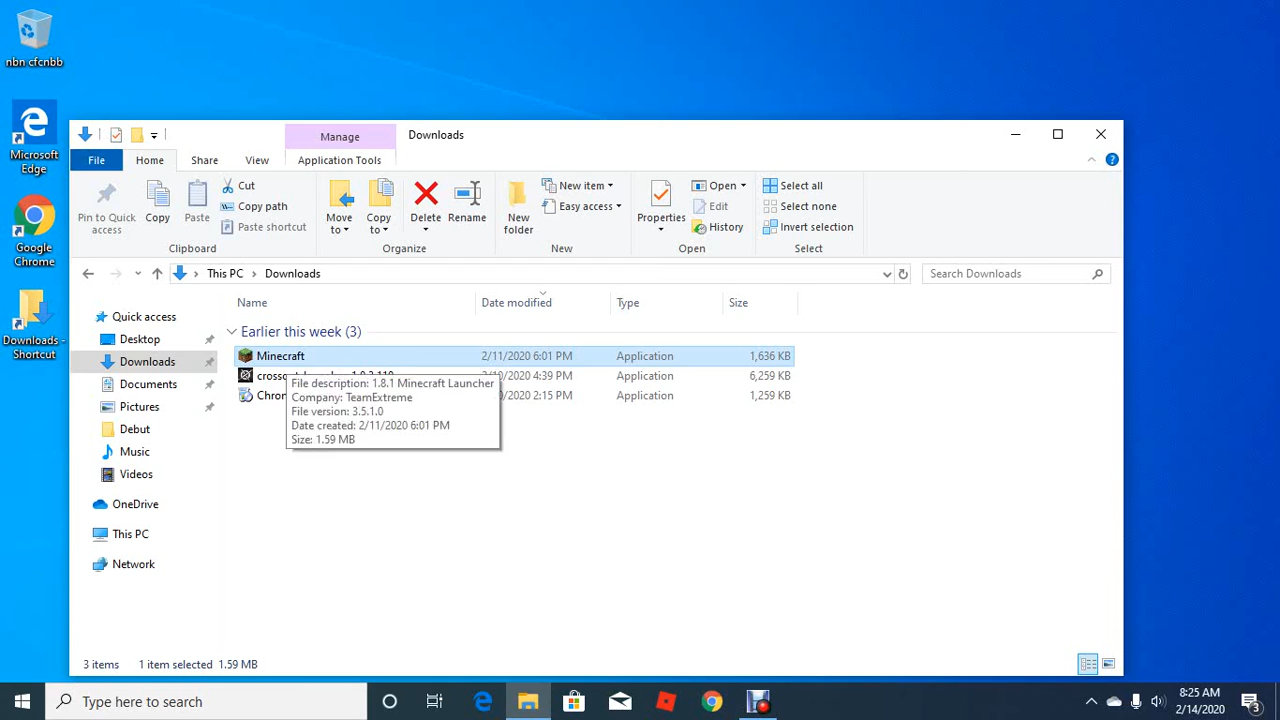 nbn cfcnbb
Microsoft
Edge
Google
Chrome
Downloads -
Shortcut
Manage
Downloads
File
Home
Share
View
Application Tools
Pin to Quick
access
Copy
Paste
Cut
Copy path
Paste shortcut
Clipboard
Move
to
Copy
to
Delete
Rename
Organize
New
folder
New item
Easy access
New
Properties
Open
Edit
History
Open
Select all
Select none
Invert selection
Select
This PC
Downloads
Search Downloads
Name
Date modified
Type
Size
Quick access
Desktop
Downloads
Documents
Pictures
Debut
Music
Videos
OneDrive
This PC
Network
Earlier this week (3)
Minecraft 2/11/2020 6:01 PM Application 1,636 KB
4:39 PM Application 6,259 KB
2:15 PM Application 1,259 KB
File description: 1.8.1 Minecraft Launcher
Company: TeamExtreme
File version: 3.5.1.0
Date created: 2/11/2020 6:01 PM
Size: 1.59 MB
3 items 1 item selected 1.59 MB
Type here to search
8:25 AM
2/14/2020
3